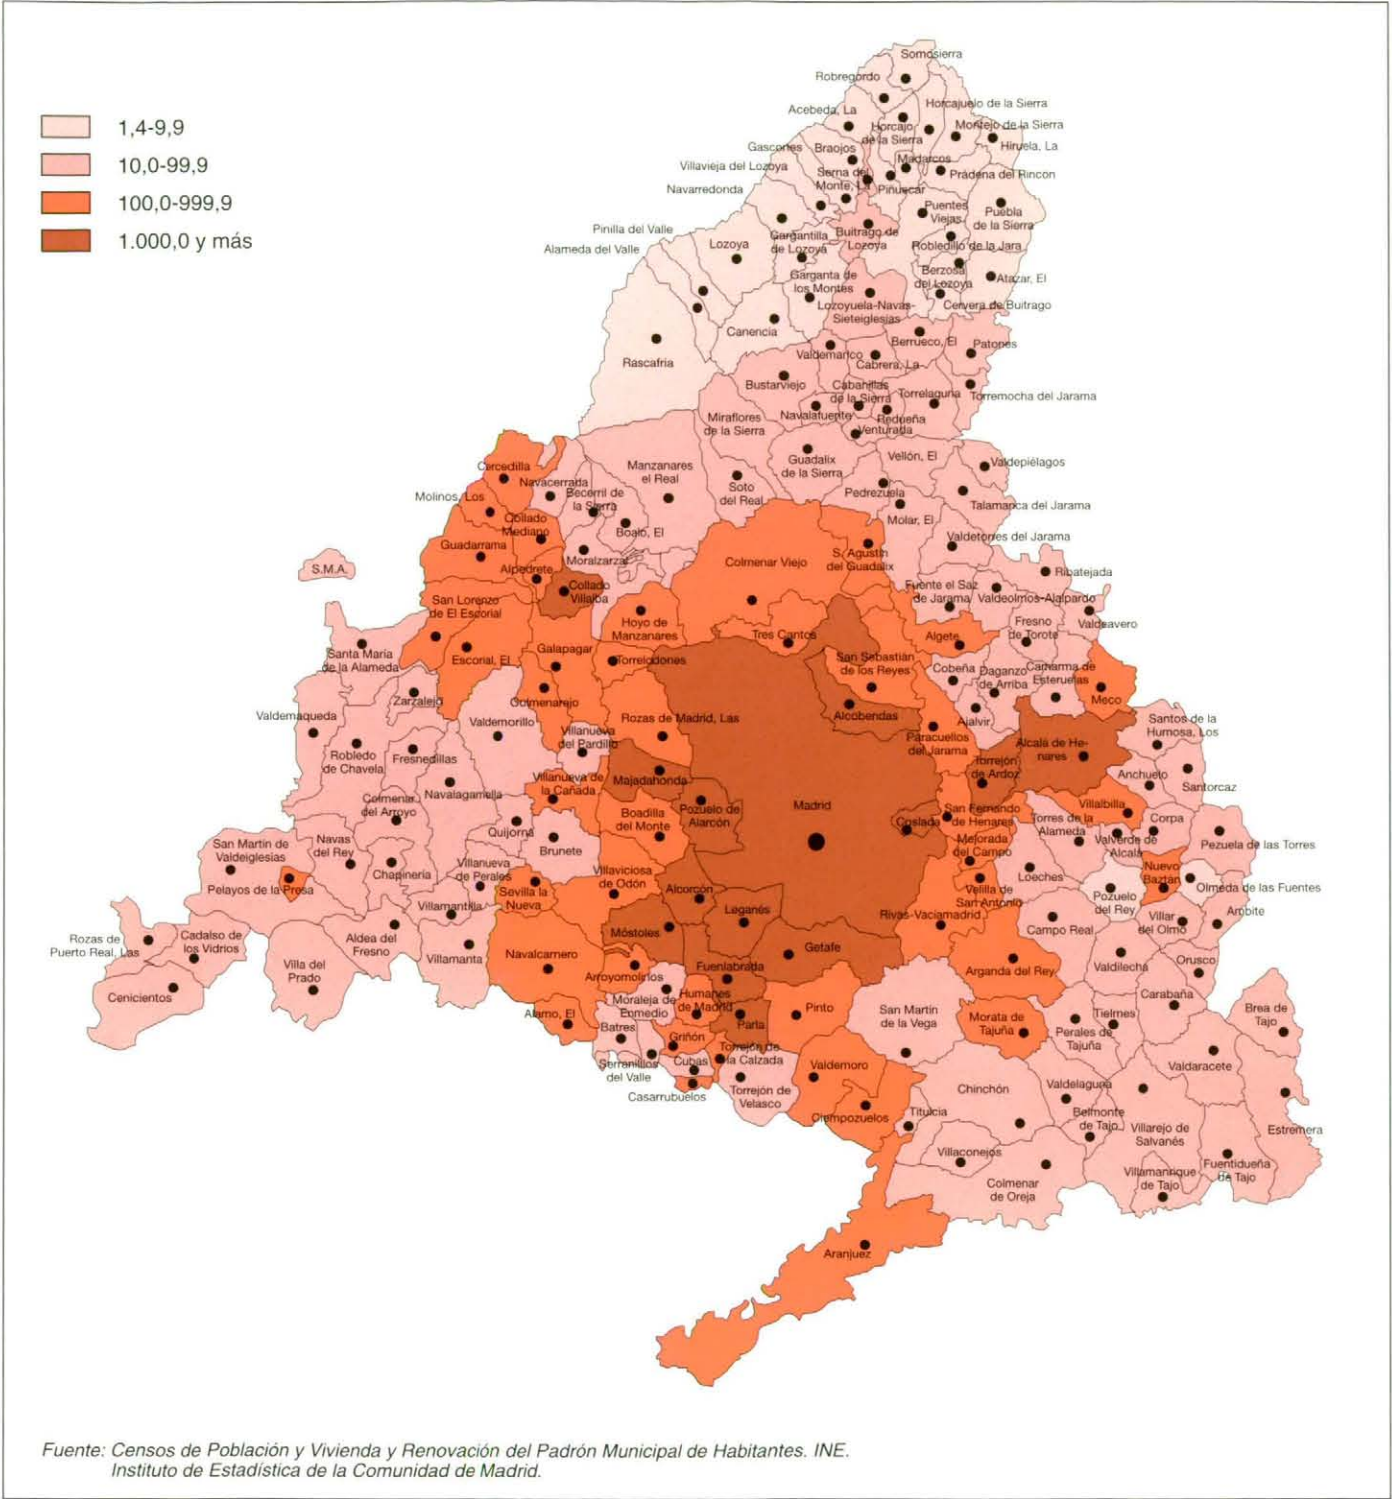 1,4-9,9
10,0-99,9
100,0-999,9
1.000,0 y más
Somosierra
Robregordo
Acebeda, La
Horcajuelo de la Sierra
Horcajo
de la Sierra
Montejo de la Sierra
Hiruela, La
Gascones
Braojos
Madarcos
Villavieja del Lozoya
Serna del
Monte, La
Piñuécar
Prádena del Rincon
Navarredonda
Puentes
Viejas
Puebla
de la Sierra
Pinilla del Valle
Alameda del Valle
Lozoya
Gargantilla
de Lozoya
Buitrago de
Lozoya
Robledillo de la Jara
Garganta de
los Montes
Berzosa
del Lozoya
Atazar, El
Lozoyuela-Navas-
Sieteiglesias
Cervera de Buitrago
Canencia
Rascafria
Valdemanco
Berrueco, El
Patones
Cabrera, La
Bustarviejo
Cabanillas
de la Sierra
Torrelaguna
Torremocha del Jarama
Miraflores
de la Sierra
Navalafuente
Redueña
Venturada
Guadalix
de la Sierra
Vellón, El
Valdepiélagos
Cercedilla
Navacerrada
Manzanares
el Real
Soto
del Real
Pedrezuela
Talamanca del Jarama
Molinos, Los
Becerril de
la Sierra
Molar, El
Collado
Mediano
Boalo, El
Guadarrama
Moralzarzal
Colmenar Viejo
S. Agustín
del Guadalix
Valdetorres del Jarama
S.M.A.
Alpedrete
Collado
Villalba
Ribatejada
San Lorenzo
de El Escorial
Fuente el Saz
de Jarama
Valdeolmos-Alalpardo
Hoyo de
Manzanares
Tres Cantos
Algete
Fresno
de Torote
Valdeavero
Santa María
de la Alameda
Escorial, El
Galapagar
Torrelodones
San Sebastián
de los Reyes
Cobeña
Daganzo
de Arriba
Camarma de
Esteruelas
Meco
Zarzalejo
Colmenarejo
Valdemaqueda
Valdemorillo
Rozas de Madrid, Las
Alcobendas
Ajalvir
Santos de la
Humosa, Los
Robledo
de Chavela
Fresnedillas
Villanueva
del Pardillo
Paracuellos
del Jarama
Alcalá de He-
nares
Torrejón
de Ardoz
Anchuelo
Santorcaz
Navalagamella
Villanueva de
la Cañada
Majadahonda
Colmenar
del Arroyo
Boadilla
del Monte
Pozuelo de
Alarcón
Madrid
Coslada
San Fernando
de Henares
Villalbilla
Torres de la
Alameda
Corpa
Quijorna
Brunete
Mejorada
del Campo
Valverde de
Alcalá
Pezuela de las Torres
San Martín de
Valdeiglesias
Navas
del Rey
Chapinería
Villanueva
de Perales
Villaviciosa
de Odón
Loeches
Nuevo
Baztán
Pelayos de la Presa
Sevilla la
Nueva
Alcorcón
Velilla de
San Antonio
Pozuelo
del Rey
Olmeda de las Fuentes
Villamantilla
Leganés
Rivas-Vaciamadrid
Campo Real
Villar
del Olmo
Ambite
Rozas de
Puerto Real, Las
Cadalso de
los Vidrios
Aldea del
Fresno
Villamanta
Móstoles
Getafe
Navalcarnero
Villa del
Prado
Arroyomolinos
Fuenlabrada
Arganda del Rey
Valdilecha
Orusco
Cenicientos
Moraleja de
Enmedio
Humanes
de Madrid
Pinto
San Martín
de la Vega
Morata de
Tajuña
Carabaña
Brea de
Tajo
Alamo, El
Batres
Parla
Tielmes
Perales de
Tajuña
Griñón
Serranillos
del Valle
Cubas
Torrejón de
la Calzada
Valdemoro
Valdaracete
Casarrubuelos
Torrejón de
Velasco
Chinchón
Valdelaguna
Ciempozuelos
Titulcia
Belmonte
de Tajo
Villarejo de
Salvanés
Estremera
Villaconejos
Colmenar
de Oreja
Villamanrique
de Tajo
Fuentidueña
de Tajo
Aranjuez
Fuente: Censos de Población y Vivienda y Renovación del Padrón Municipal de Habitantes. INE.
Instituto de Estadística de la Comunidad de Madrid.